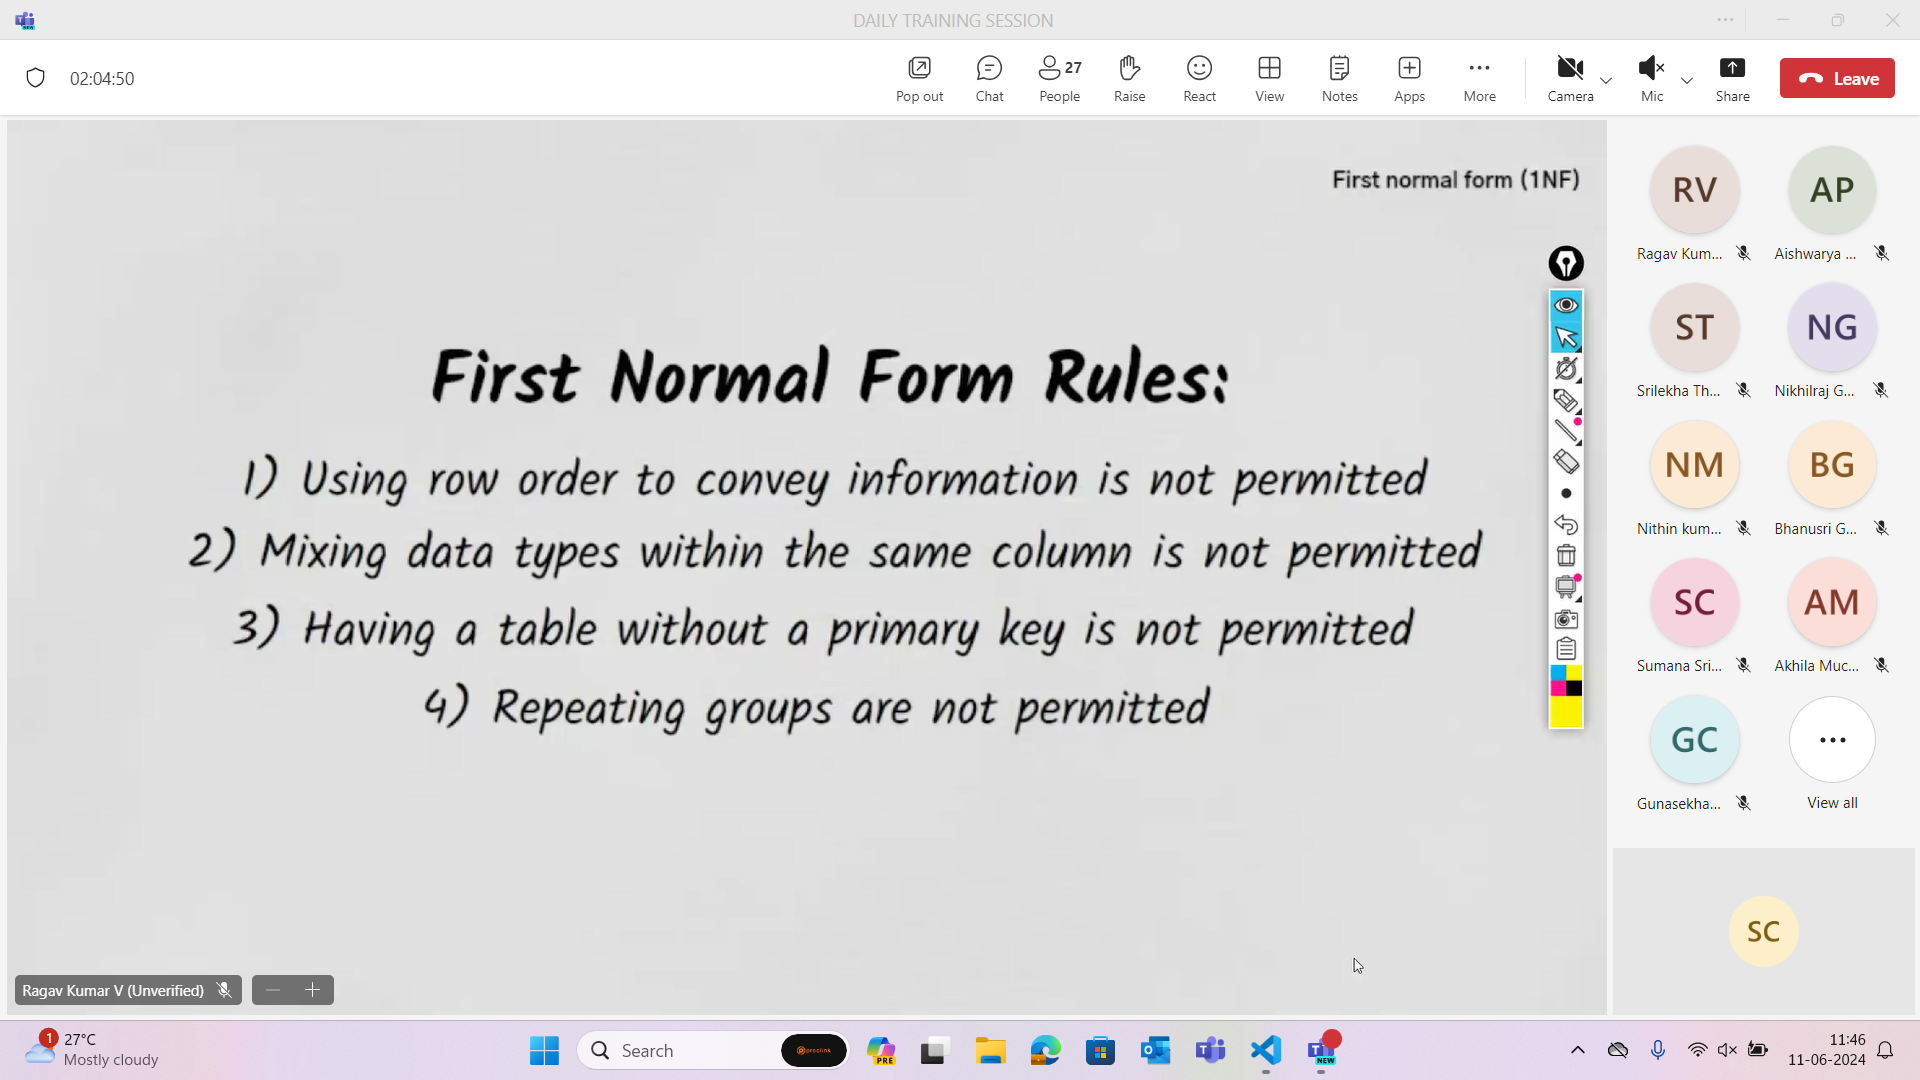 DAILY TRAINING SESSION
02:04:50
Pop out
Chat
27
People
Raise
React
View
Notes
Apps
More
Camera
Mic
Share
Leave
First normal form (1NF)
First Normal Form Rules:
1) Using row order to convey information is not permitted
2) Mixing data types within the same column is not permitted
3) Having a table without a primary key is not permitted
4) Repeating groups are not permitted
RV
Ragav Kum...
AP
Aishwarya ...
ST
Srilekha Th...
NG
Nikhilraj G...
NM
Nithin kum...
BG
Bhanusri G...
SC
Sumana Sri...
AM
Akhila Muc...
GC
Gunasekha...
View all
SC
Ragav Kumar V (Unverified)
1
27°C
Mostly cloudy
Search
prolink
PRE
NEW
11:46
11-06-2024